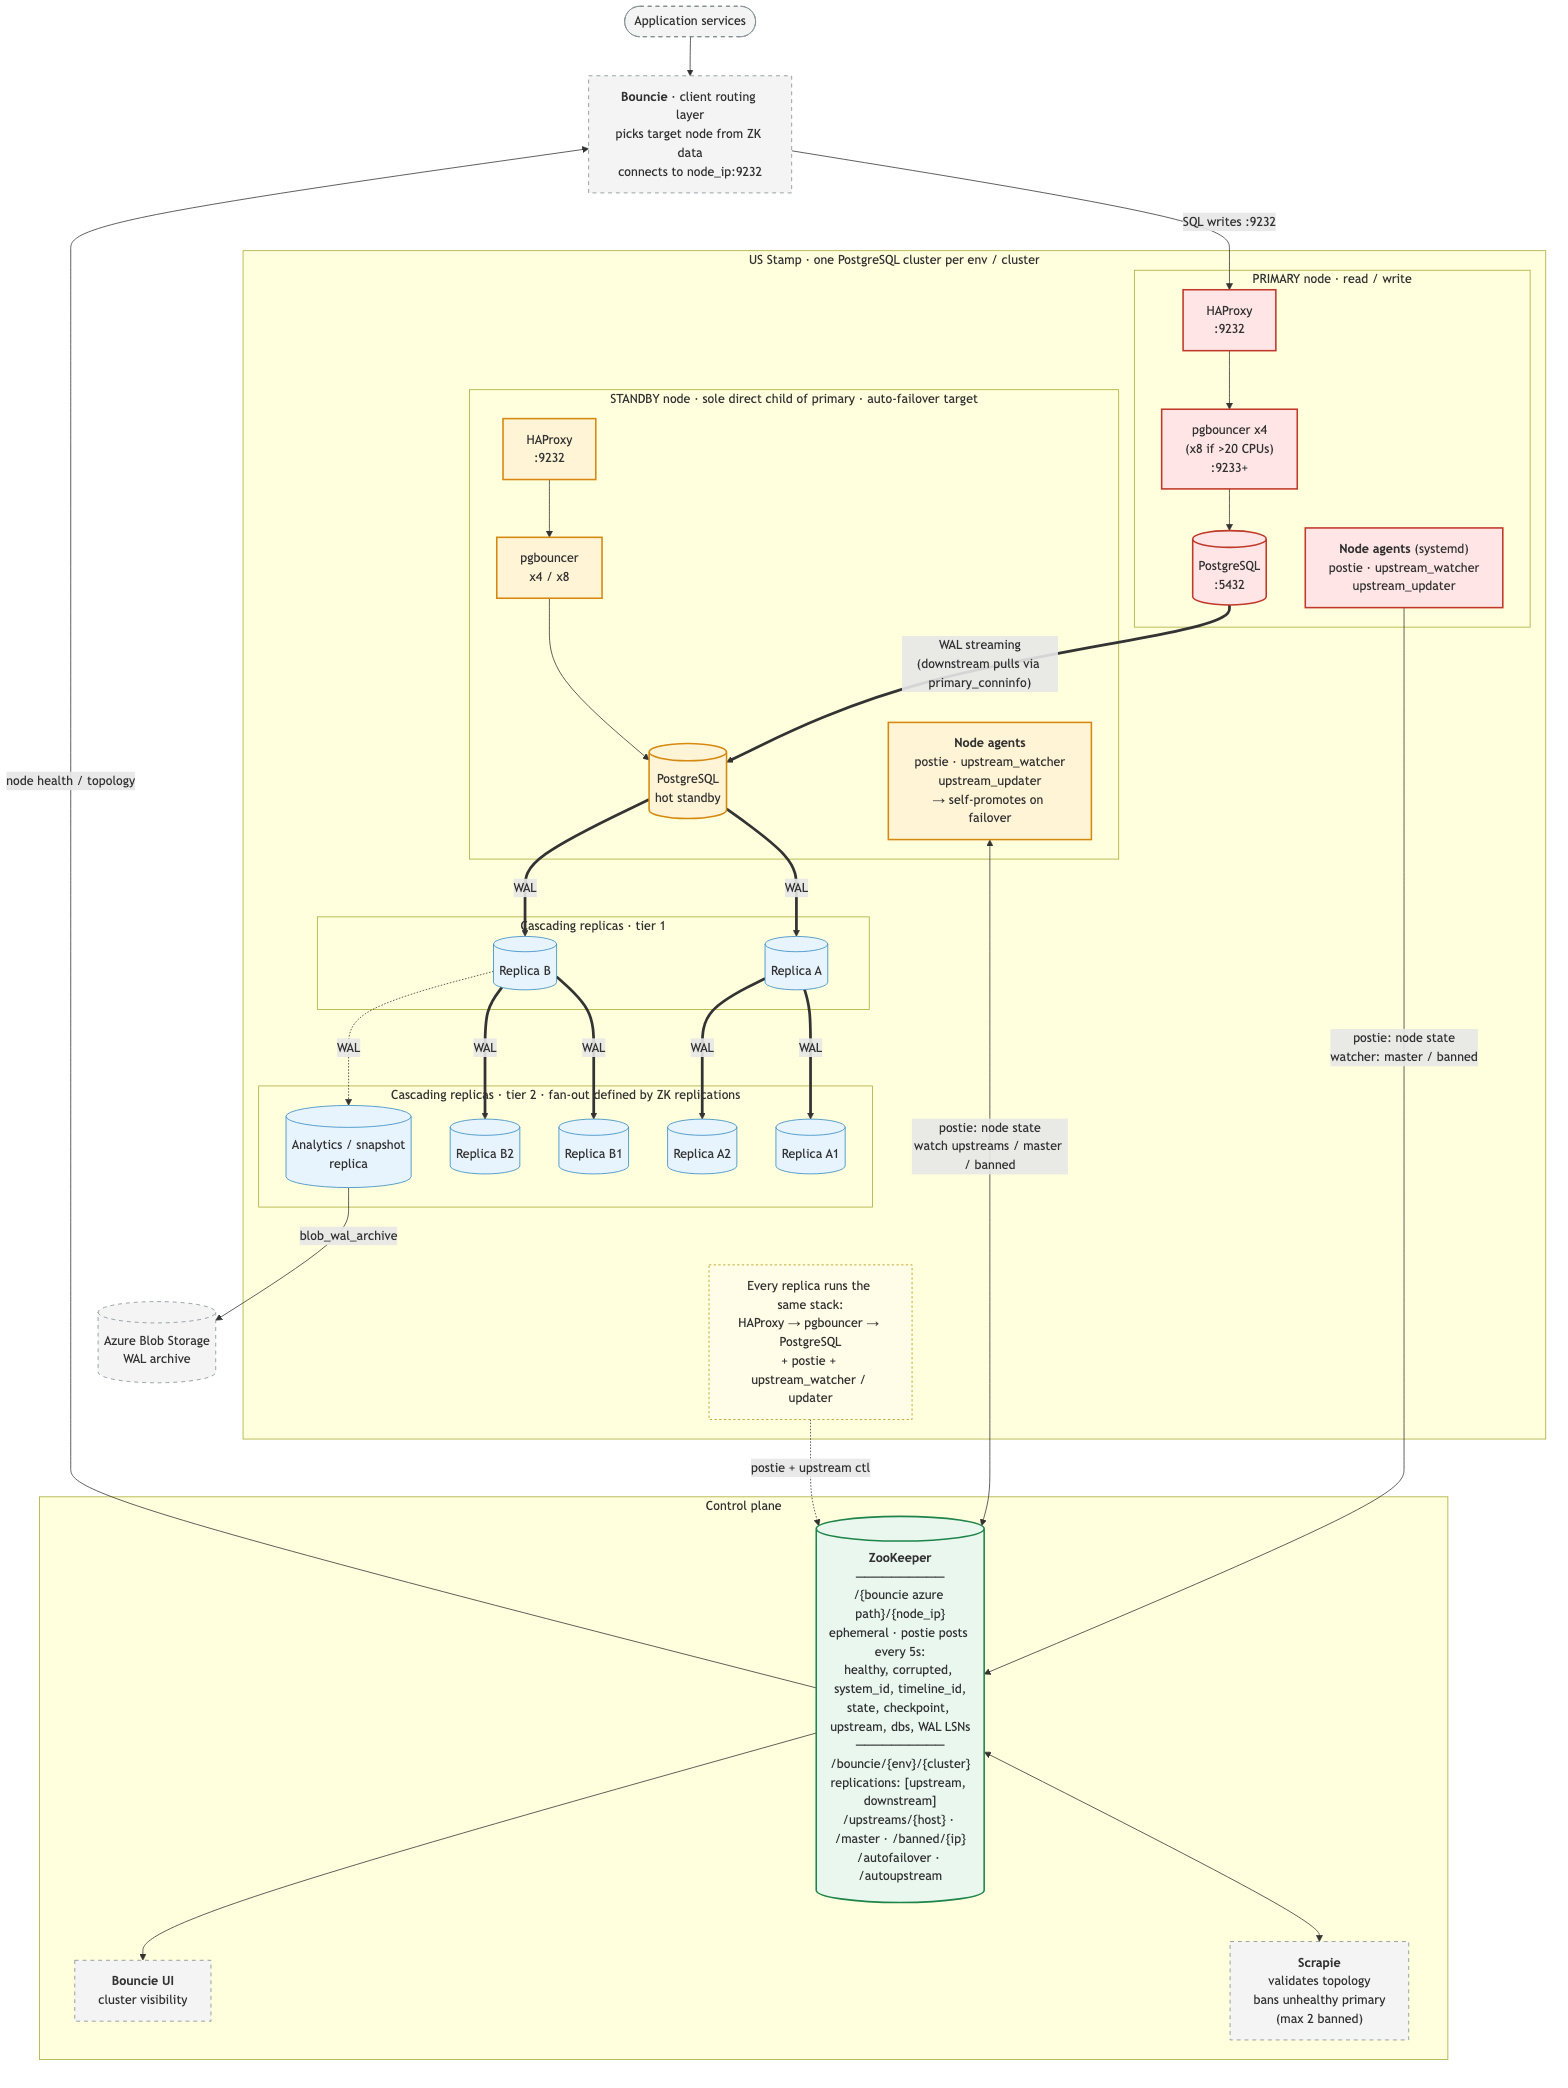 Application services
Bouncie · client routing
layer
picks target node from ZK
data
connects to node_ip:9232
SQL writes :9232
US Stamp · one PostgreSQL cluster per env / cluster
PRIMARY node · read / write
HAProxy
:9232
pgbouncer x4
(x8 if >20 CPUs)
:9233+
PostgreSQL
:5432
Node agents (systemd)
postie · upstream_watcher
upstream_updater
STANDBY node · sole direct child of primary · auto-failover target
HAProxy
:9232
pgbouncer
x4 / x8
WAL streaming
(downstream pulls via
primary_conninfo)
PostgreSQL
hot standby
Node agents
postie · upstream_watcher
upstream_updater
→ self-promotes on
failover
node health / topology
WAL
WAL
Cascading replicas · tier 1
Replica B
Replica A
WAL
WAL
WAL
WAL
WAL
postie: node state
watcher: master / banned
Cascading replicas · tier 2 · fan-out defined by ZK replications
Analytics / snapshot
replica
Replica B2
Replica B1
Replica A2
Replica A1
postie: node state
watch upstreams / master
/ banned
blob_wal_archive
Azure Blob Storage
WAL archive
Every replica runs the
same stack:
HAProxy → pgbouncer →
PostgreSQL
+ postie +
upstream_watcher /
updater
postie + upstream ctl
Control plane
ZooKeeper
──────────
/{bouncie azure
path}/{node_ip}
ephemeral · postie posts
every 5s:
healthy, corrupted,
system_id, timeline_id,
state, checkpoint,
upstream, dbs, WAL LSNs
──────────
/bouncie/{env}/{cluster}
replications: [upstream,
downstream]
/upstreams/{host} ·
/master · /banned/{ip}
/autofailover ·
/autoupstream
Bouncie UI
cluster visibility
Scrapie
validates topology
bans unhealthy primary
(max 2 banned)